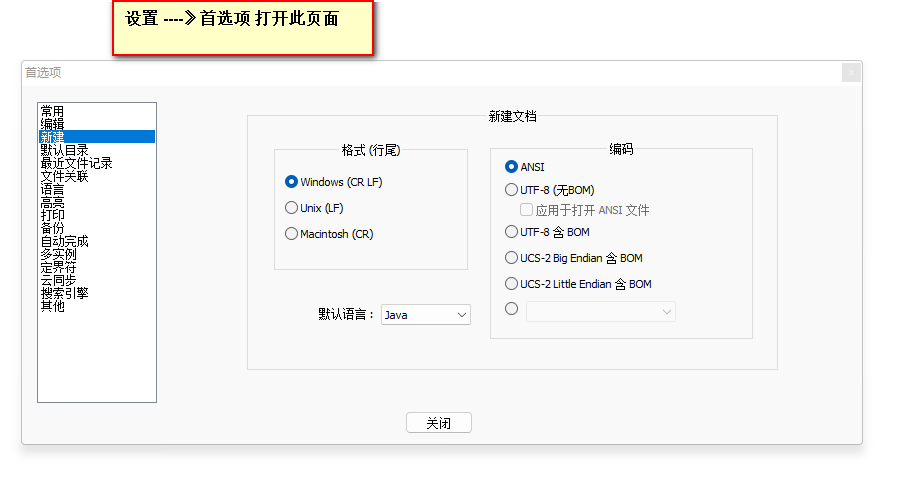 设置 ----》首选项 打开此页面
首选项
常用
编辑
新建
默认目录
最近文件记录
文件关联
语言
高亮
打印
备份
自动完成
多实例
定界符
云同步
搜索引擎
其他
新建文档
格式 (行尾)
Windows (CR LF)
Unix (LF)
Macintosh (CR)
默认语言：
Java
编码
ANSI
UTF-8 (无BOM)
应用于打开 ANSI 文件
UTF-8 含 BOM
UCS-2 Big Endian 含 BOM
UCS-2 Little Endian 含 BOM
关闭